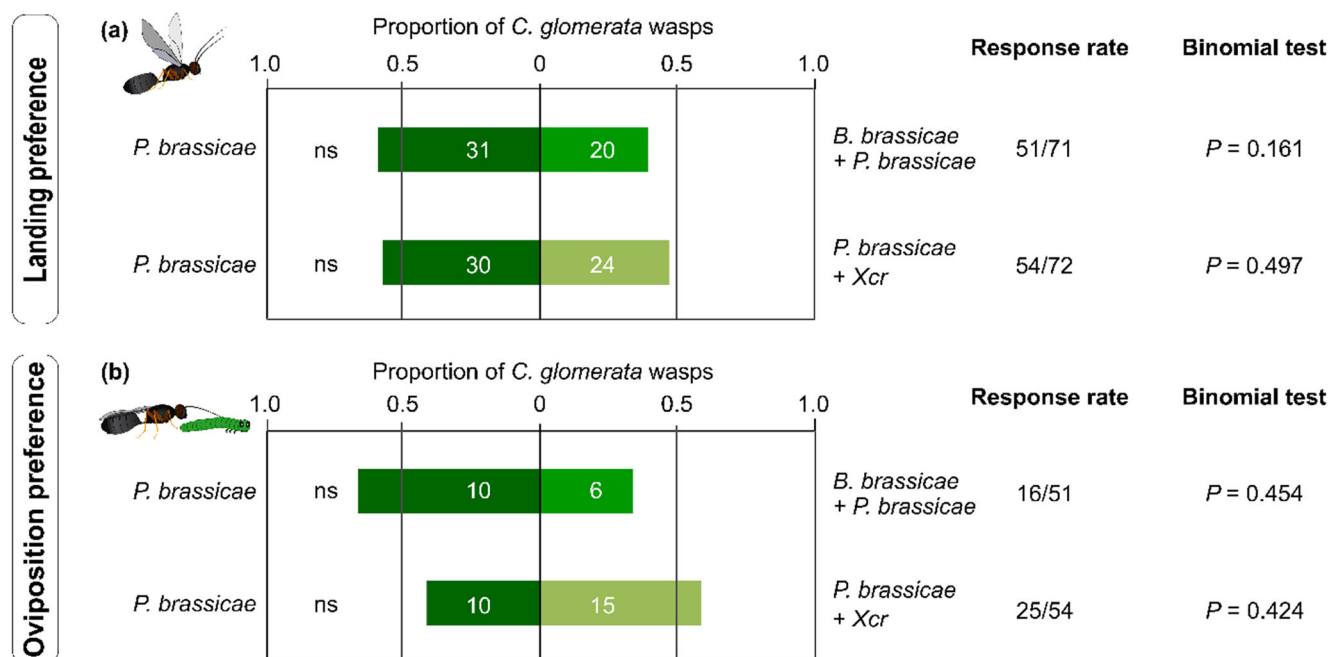 Landing preference
(a)
Proportion of C. glomerata wasps
Response rate
Binomial test
1.0 0.5 0 0.5 1.0
P. brassicae ns 31 20 B. brassicae
+ P. brassicae 51/71 P = 0.161
P. brassicae ns 30 24 P. brassicae
+ Xcr 54/72 P = 0.497
Oviposition preference
(b)
Proportion of C. glomerata wasps
Response rate
Binomial test
1.0 0.5 0 0.5 1.0
P. brassicae ns 10 6 B. brassicae
+ P. brassicae 16/51 P = 0.454
P. brassicae ns 10 15 P. brassicae
+ Xcr 25/54 P = 0.424